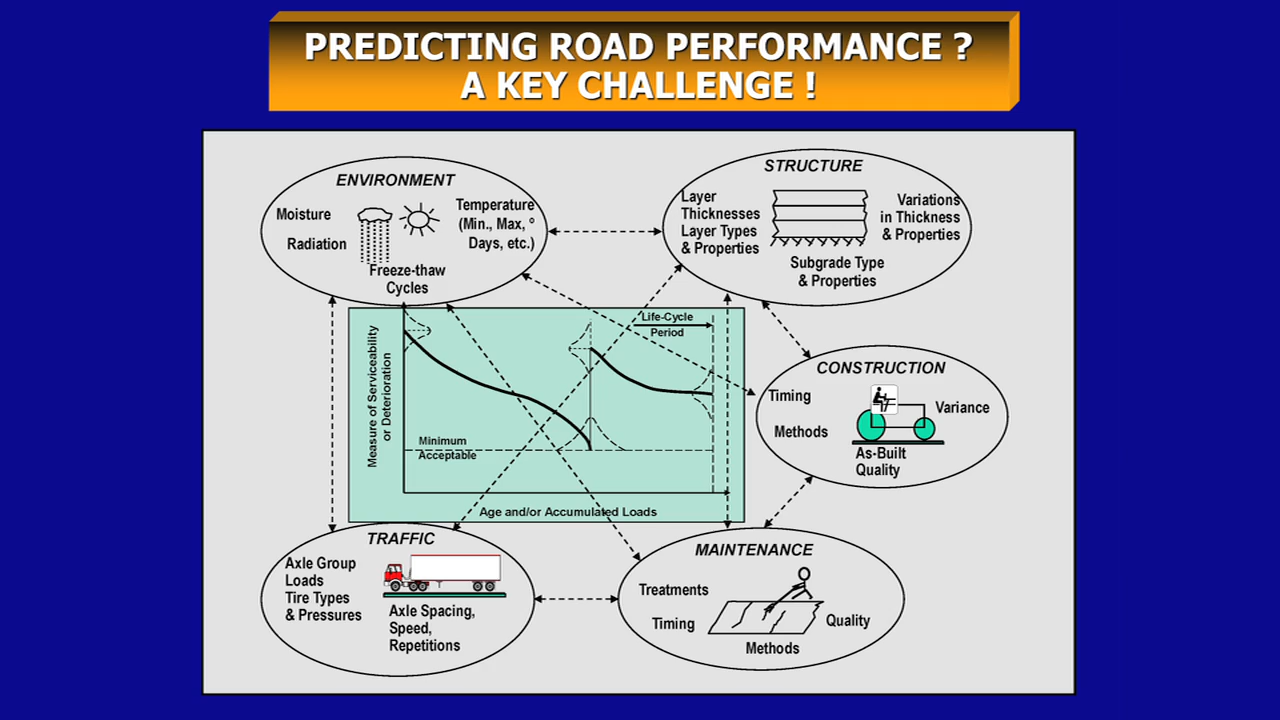 PREDICTING ROAD PERFORMANCE ?
A KEY CHALLENGE !
ENVIRONMENT
Moisture
Radiation
Temperature
(Min., Max, °
Days, etc.)
Freeze-thaw
Cycles
STRUCTURE
Layer
Thicknesses
Layer Types
& Properties
Variations
in Thickness
& Properties
Subgrade Type
& Properties
Life-Cycle
Period
Measure of Serviceability
or Deterioration
Minimum
Acceptable
Age and/or Accumulated Loads
CONSTRUCTION
Timing
Methods
Variance
As-Built
Quality
TRAFFIC
Axle Group
Loads
Tire Types
& Pressures
Axle Spacing,
Speed,
Repetitions
MAINTENANCE
Treatments
Timing
Quality
Methods